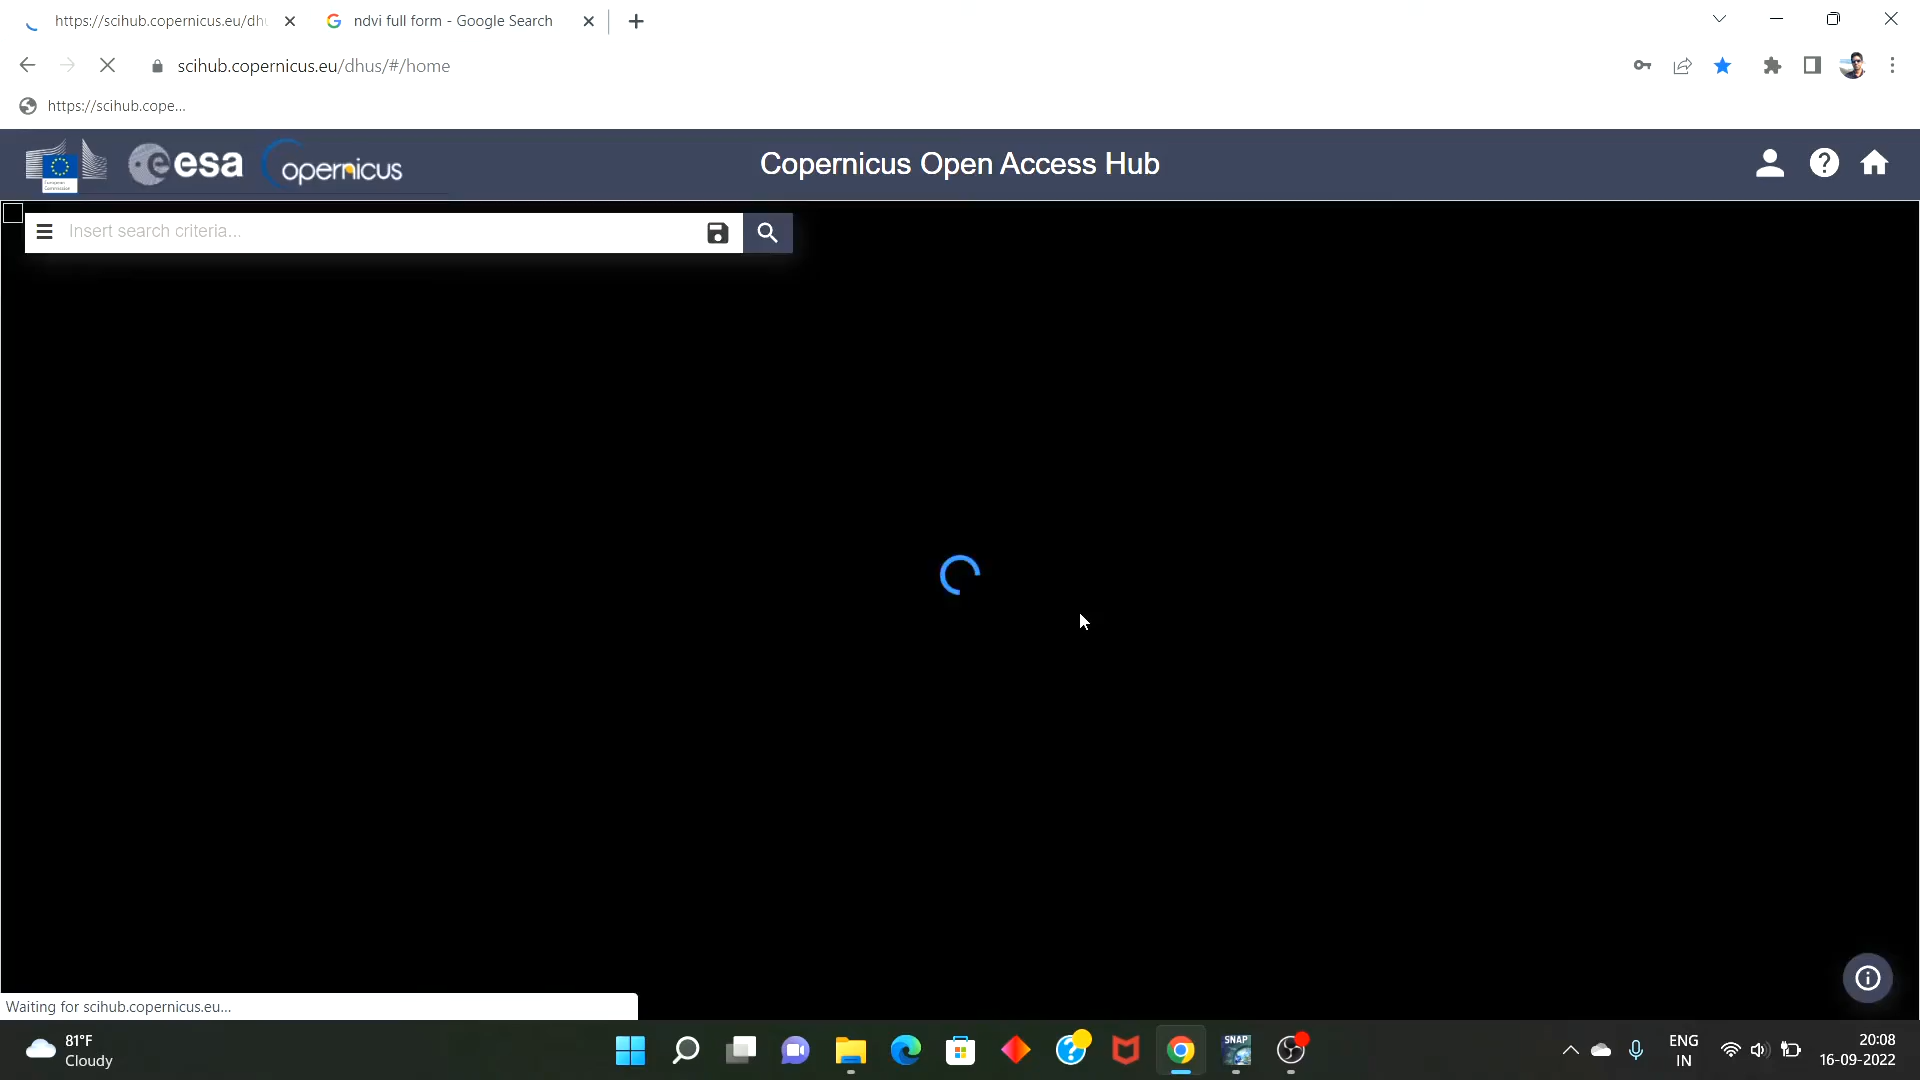 https://scihub.copernicus.eu/dhu
ndvi full form - Google Search
scihub.copernicus.eu/dhus/#/home
https://scihub.cope...
esa
opernicus
Copernicus Open Access Hub
Insert search criteria...
Waiting for scihub.copernicus.eu...
81°F
Cloudy
SNAP
ENG
IN
20:08
16-09-2022